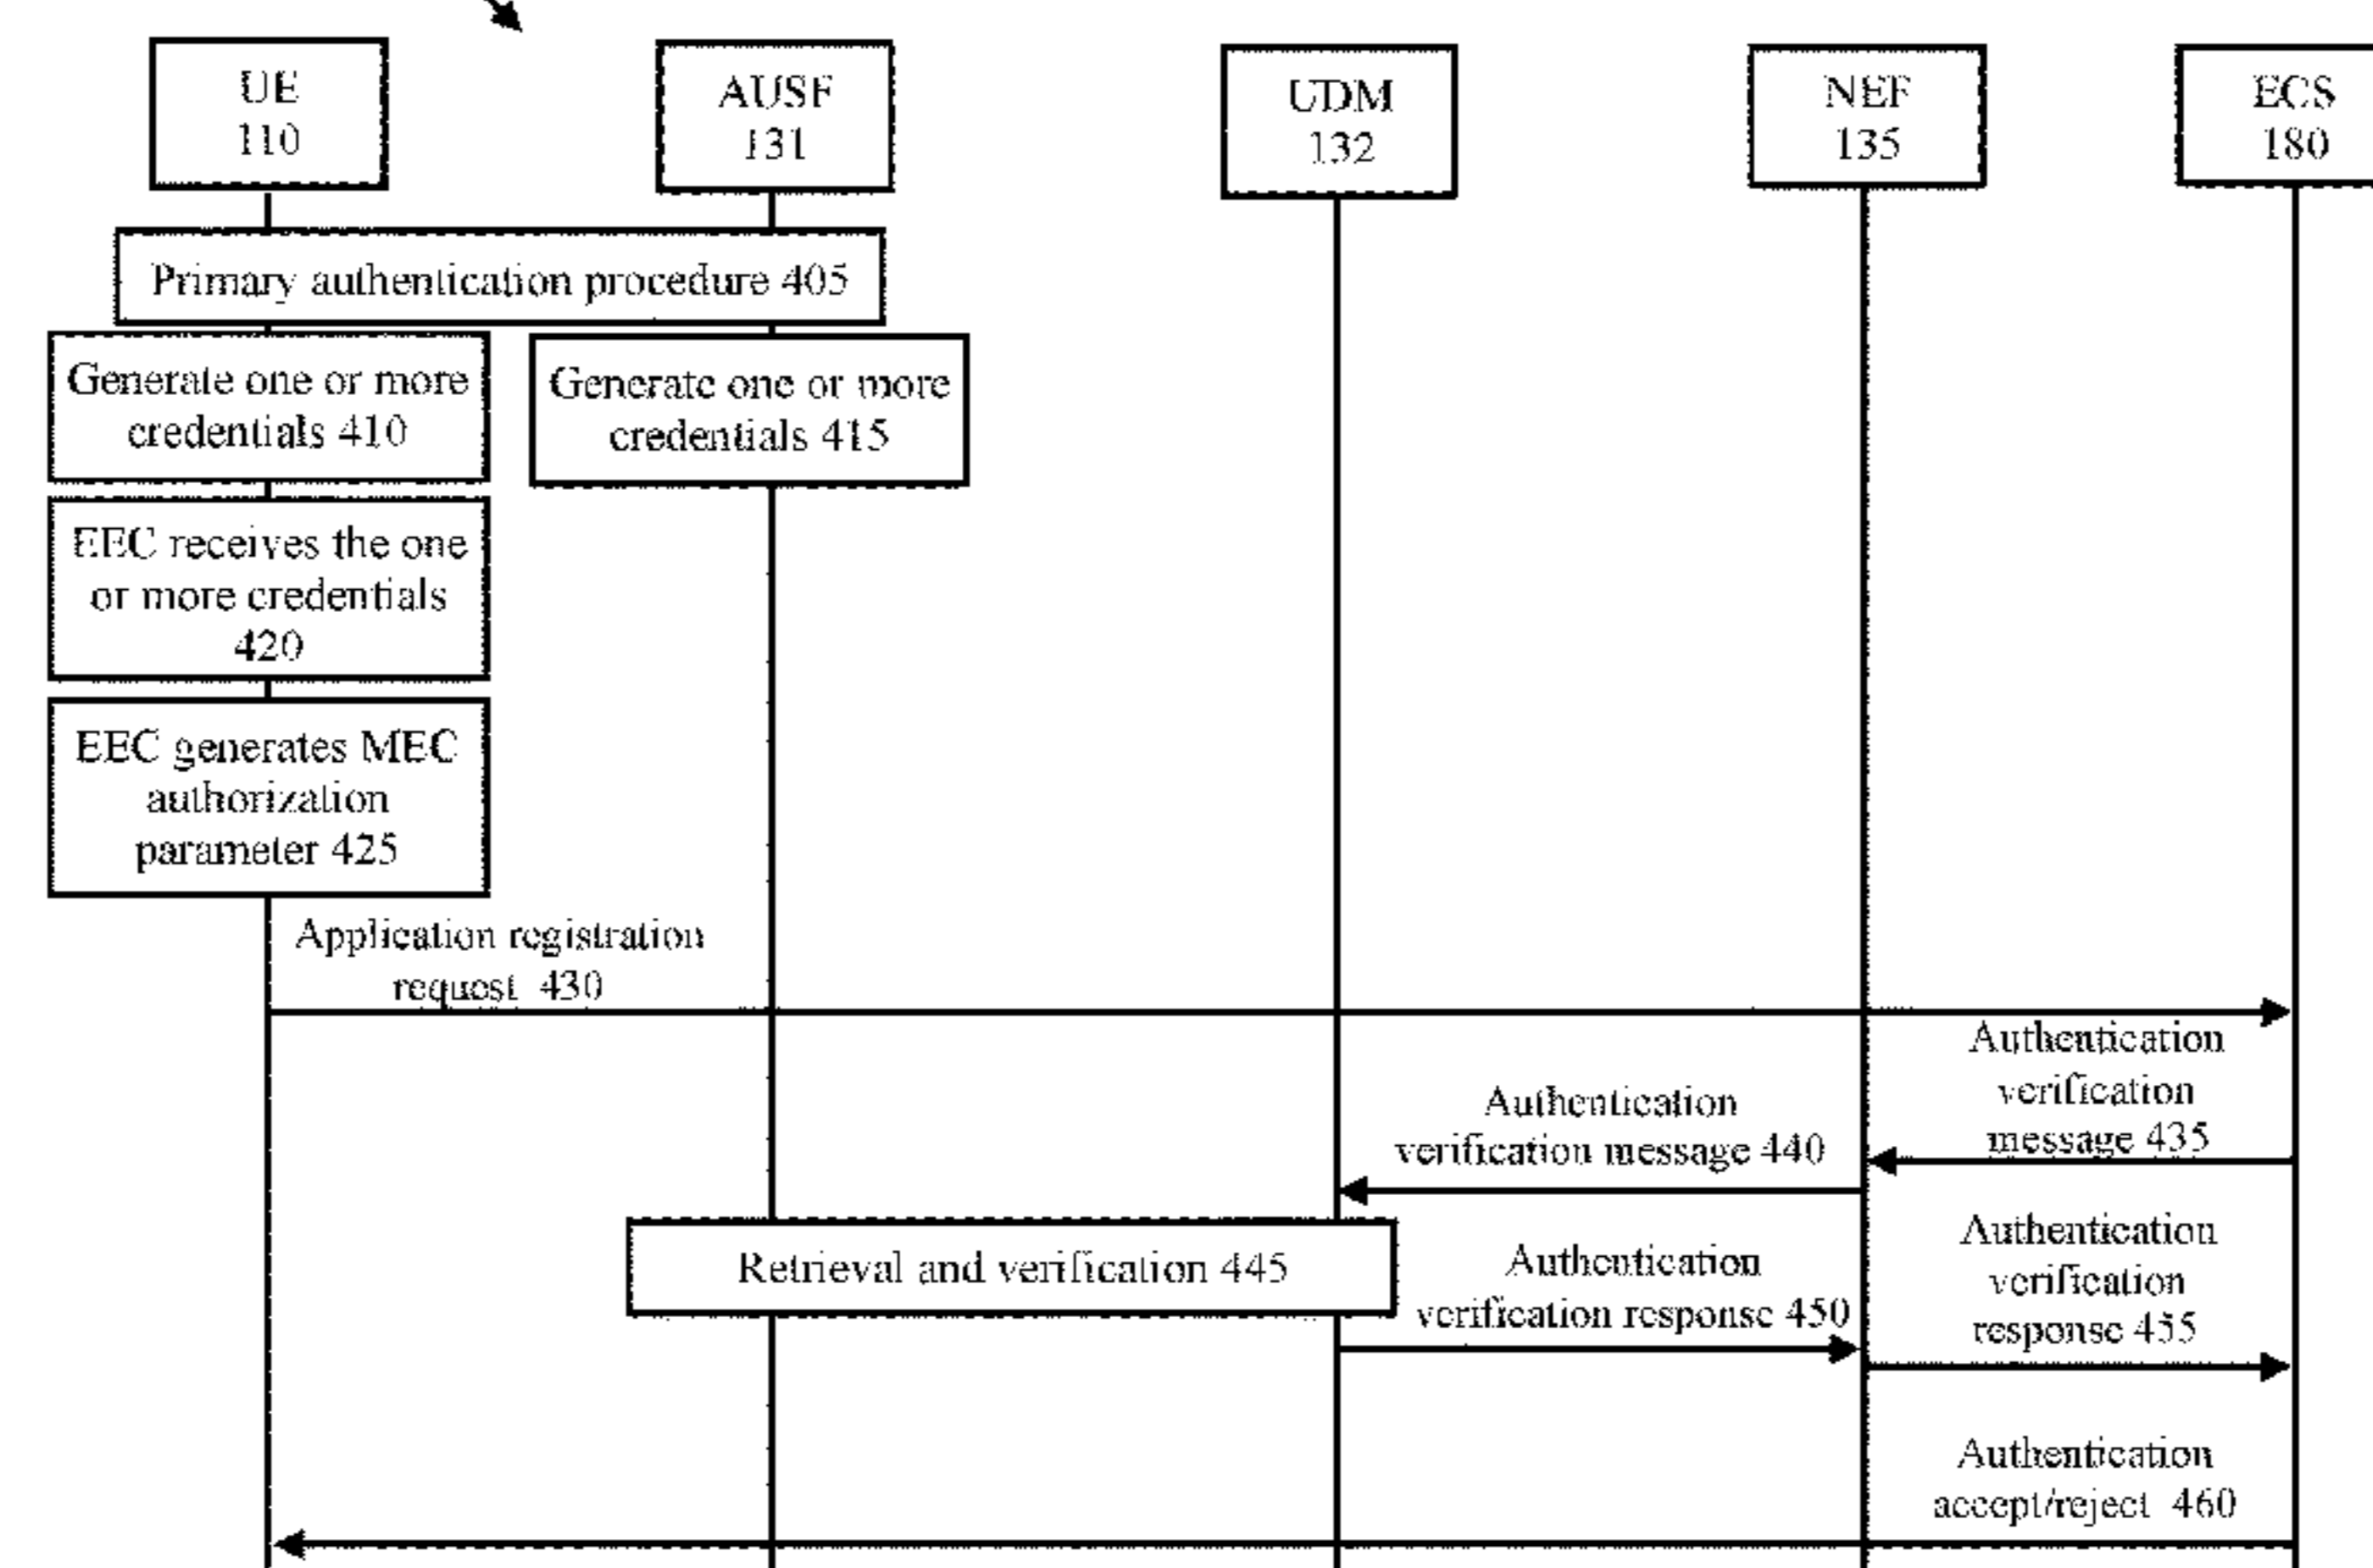 UE
110
AUSF
131
UDM
132
NEF
135
ECS
180
Primary authentication procedure 405
Generate one or more
credentials 410
Generate one or more
credentials 415
EEC receives the one
or more credentials
420
EEC generates MEC
authorization
parameter 425
Application registration
request 430
Authentication
verification
message 435
Authentication
verification message 440
Retrieval and verification 445
Authentication
verification response 450
Authentication
verification
response 455
Authentication
accept/reject 460